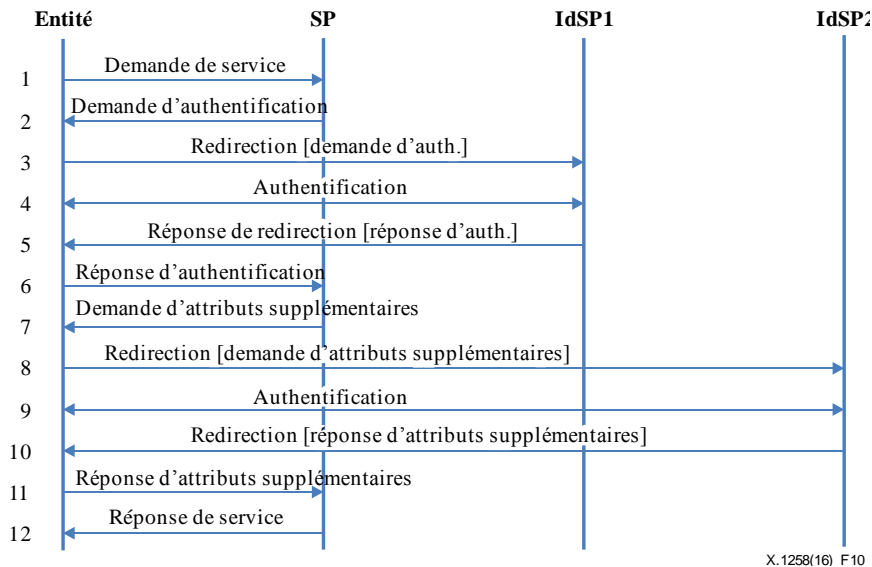 Entité SP IdSP1 IdSP2
1 Demande de service
2 Demande d'authentification
3 Redirection [demande d'auth.]
4 Authentification
5 Réponse de redirection [réponse d'auth.]
6 Réponse d'authentification
7 Demande d'attributs supplémentaires
8 Redirection [demande d'attributs supplémentaires]
9 Authentification
10 Redirection [réponse d'attributs supplémentaires]
11 Réponse d'attributs supplémentaires
12 Réponse de service
X.1258(16)_F10